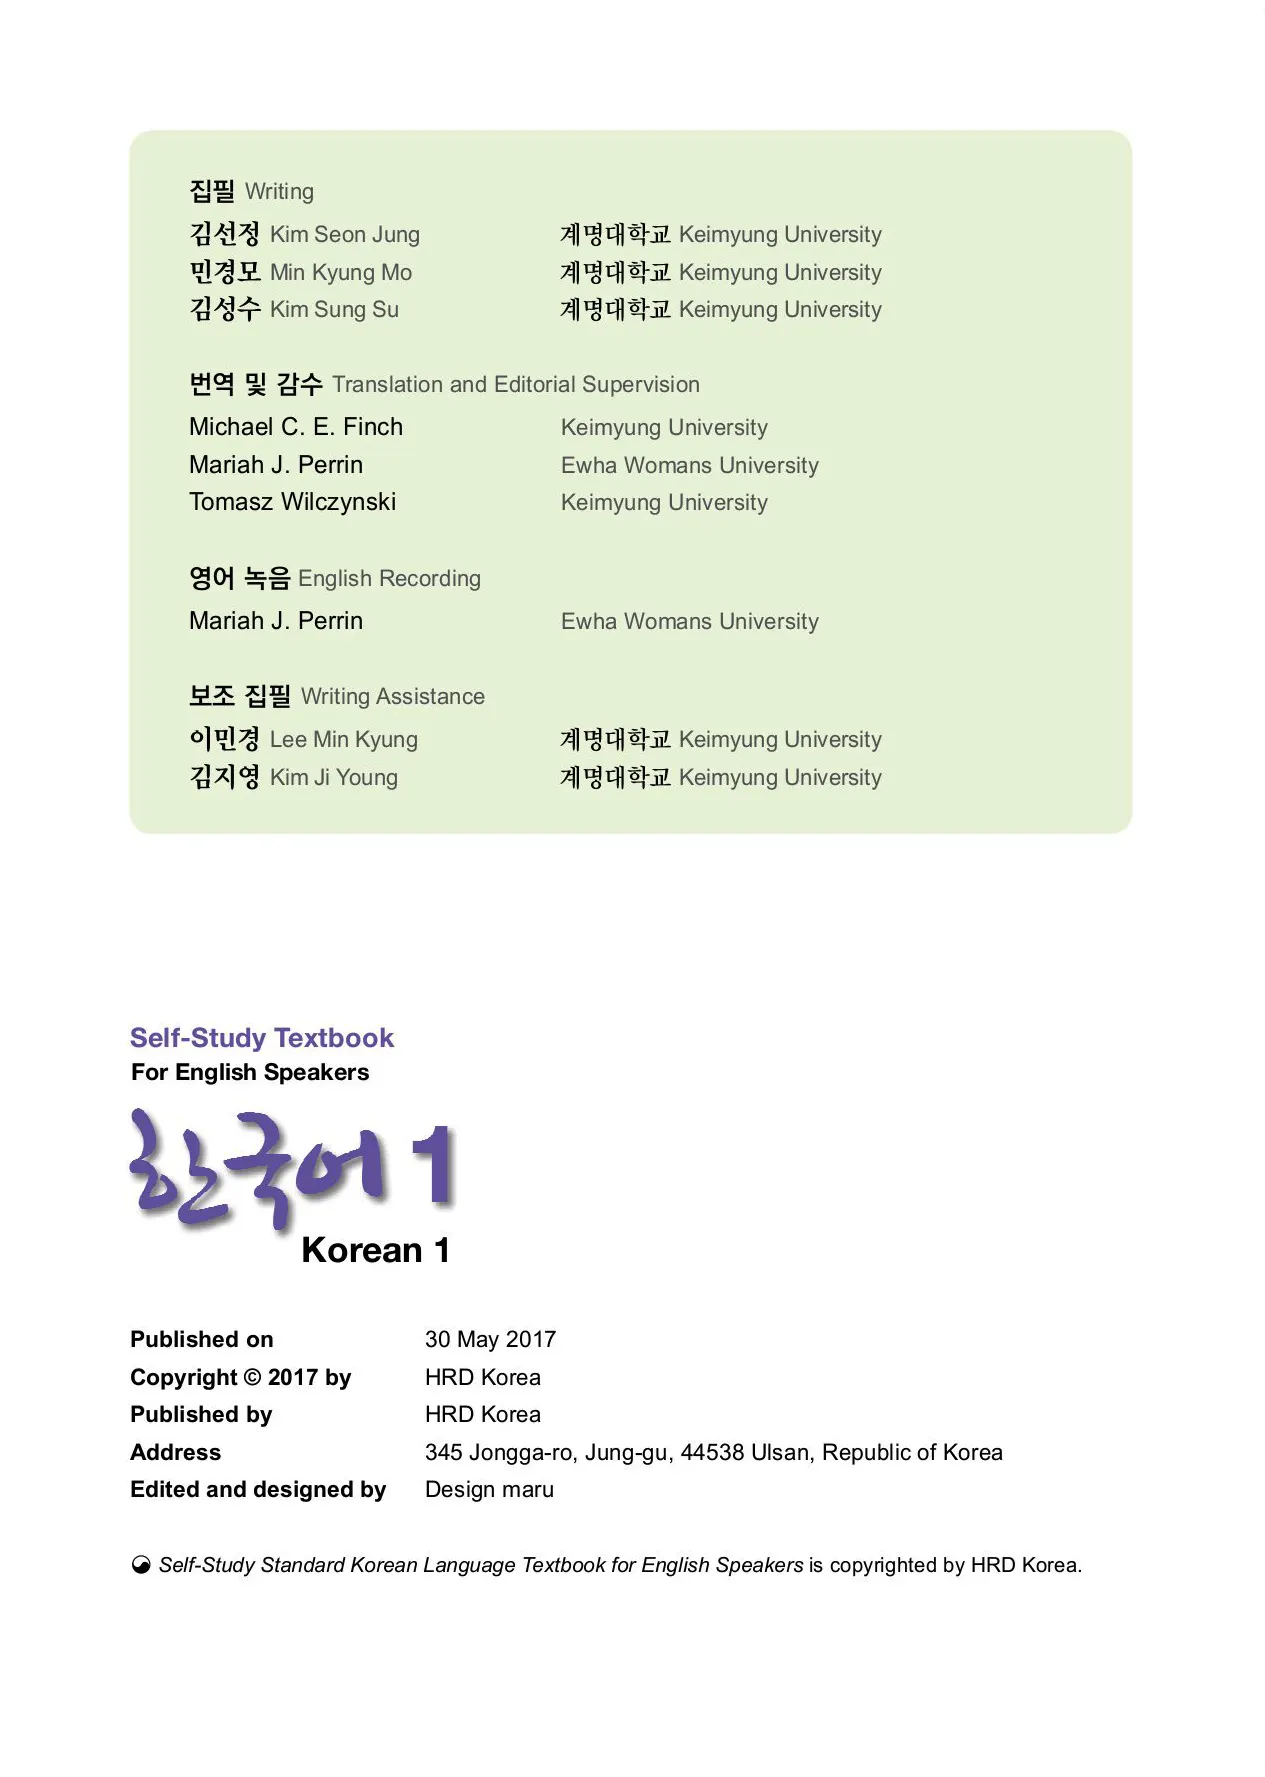 집필 Writing
김선정 Kim Seon Jung 계명대학교 Keimyung University
민경모 Min Kyung Mo 계명대학교 Keimyung University
김성수 Kim Sung Su 계명대학교 Keimyung University
번역 및 감수 Translation and Editorial Supervision
Michael C. E. Finch Keimyung University
Mariah J. Perrin Ewha Womans University
Tomasz Wilczynski Keimyung University
영어 녹음 English Recording
Mariah J. Perrin Ewha Womans University
보조 집필 Writing Assistance
이민경 Lee Min Kyung 계명대학교 Keimyung University
김지영 Kim Ji Young 계명대학교 Keimyung University
Self-Study Textbook
For English Speakers
한국어 1
Korean 1
Published on 30 May 2017
Copyright © 2017 by HRD Korea
Published by HRD Korea
Address 345 Jongga-ro, Jung-gu, 44538 Ulsan, Republic of Korea
Edited and designed by Design maru
Self-Study Standard Korean Language Textbook for English Speakers is copyrighted by HRD Korea.